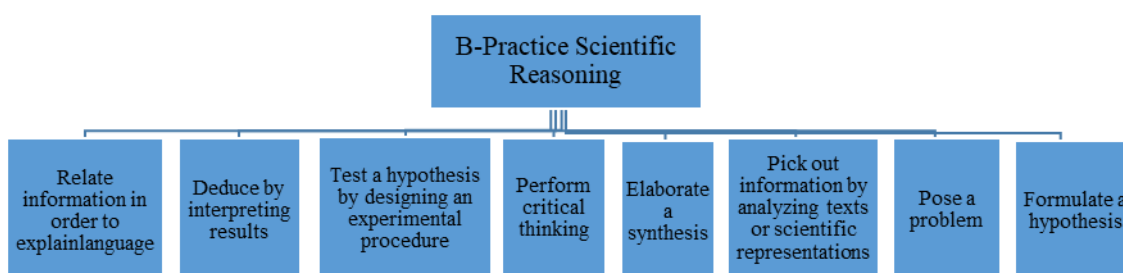 B-Practice Scientific
Reasoning
Relate
information in
order to
explainlanguage
Deduce by
interpreting
results
Test a hypothesis
by designing an
experimental
procedure
Perform
critical
thinking
Elaborate
a
synthesis
Pick out
information by
analyzing texts
or scientific
representations
Pose a
problem
Formulate a
hypothesis